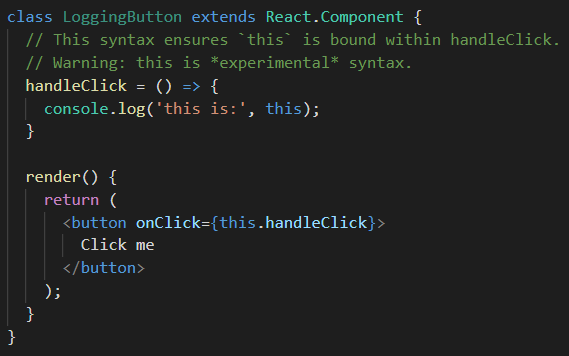 class LoggingButton extends React.Component {
  // This syntax ensures `this` is bound within handleClick.
  // Warning: this is *experimental* syntax.
  handleClick = () => {
    console.log('this is:', this);
  }

  render() {
    return (
      <button onClick={this.handleClick}>
        Click me
      </button>
    );
  }
}